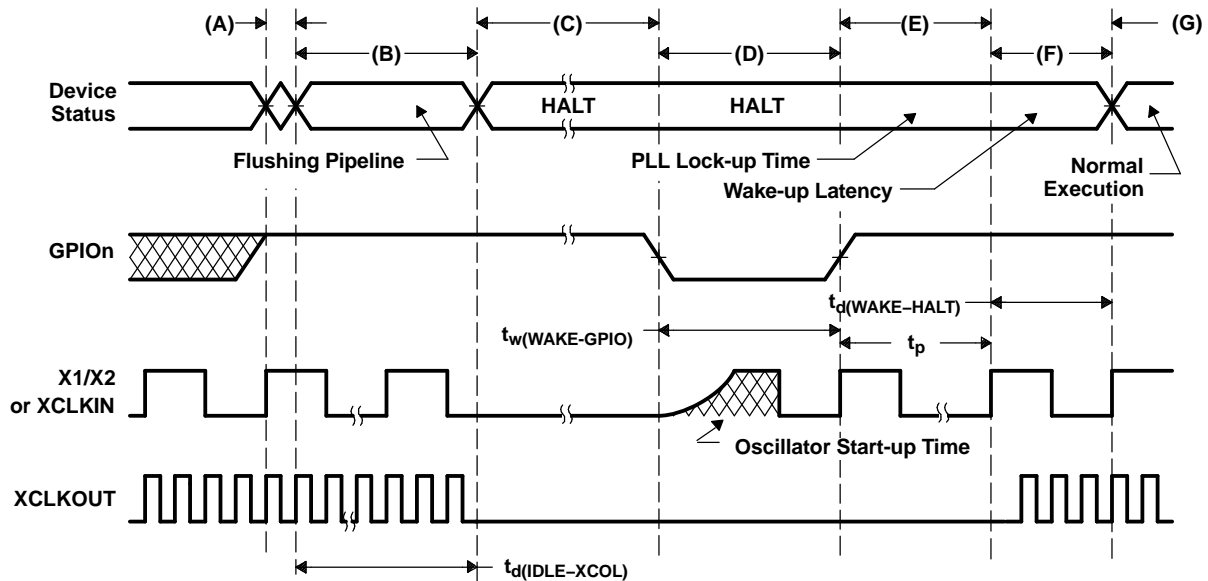 (A)
(B)
(C)
(D)
(E)
(F)
(G)
Device
Status
HALT
HALT
Flushing Pipeline
PLL Lock-up Time
Wake-up Latency
Normal
Execution
GPIOn
td(WAKE−HALT)
tw(WAKE-GPIO)
tp
X1/X2
or XCLKIN
Oscillator Start-up Time
XCLKOUT
td(IDLE−XCOL)